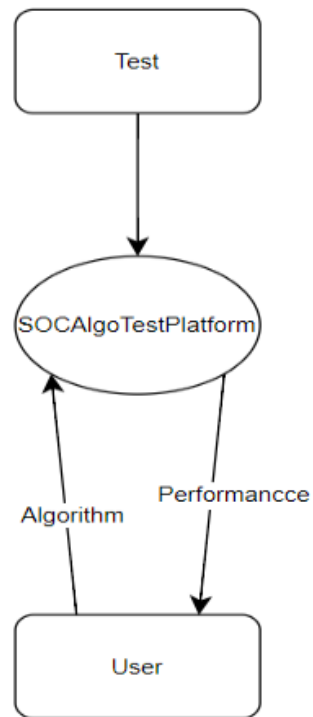 Test
SOCAlgoTestPlatform
Performancce
Algorithm
User